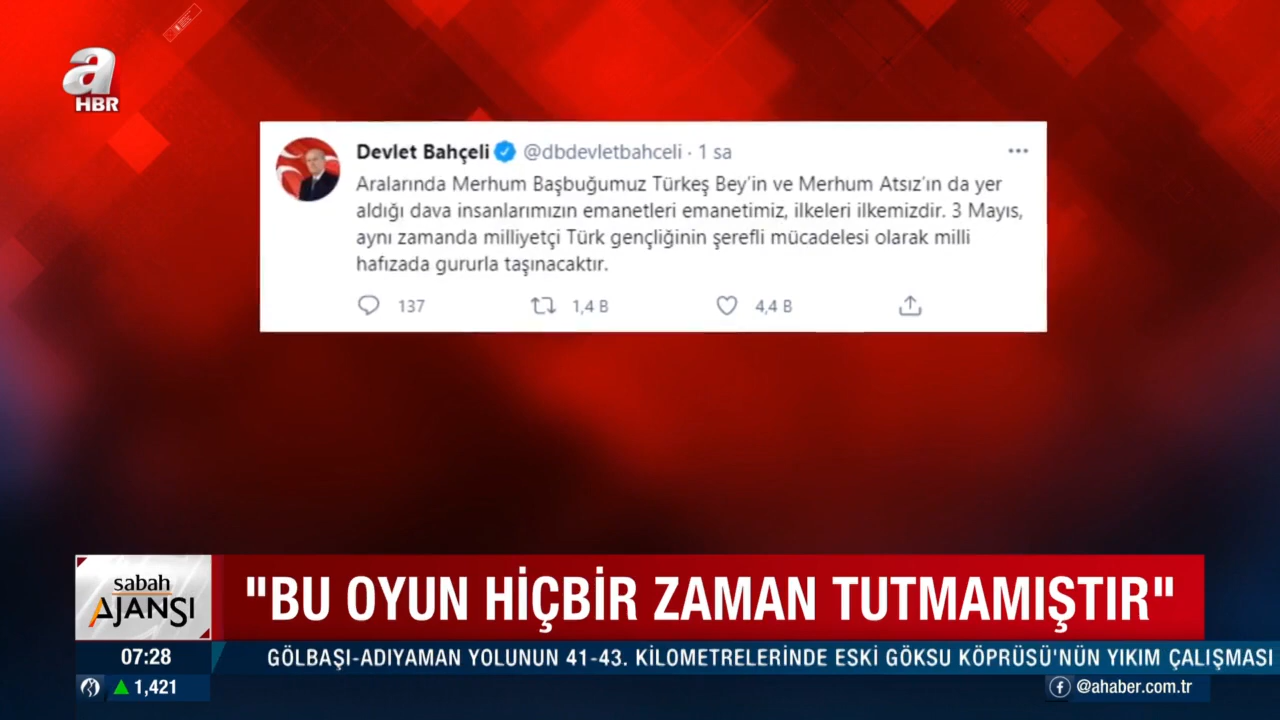 a
HBR
Devlet Bahçeli @dbdevletbahceli · 1 sa
Aralarında Merhum Başbuğumuz Türkeş Bey'in ve Merhum Atsız'ın da yer
aldığı dava insanlarımızın emanetleri emanetimiz, ilkeleri ilkemizdir. 3 Mayıs,
aynı zamanda milliyetçi Türk gençliğinin şerefli mücadelesi olarak milli
hafızada gururla taşınacaktır.
137 1,4 B 4,4 B
sabah
AJANSI
"BU OYUN HİÇBİR ZAMAN TUTMAMIŞTIR"
07:28
GÖLBAŞI-ADIYAMAN YOLUNUN 41-43. KİLOMETRELERİNDE ESKİ GÖKSU KÖPRÜSÜ'NÜN YIKIM ÇALIŞMASI
1,421
@ahaber.com.tr